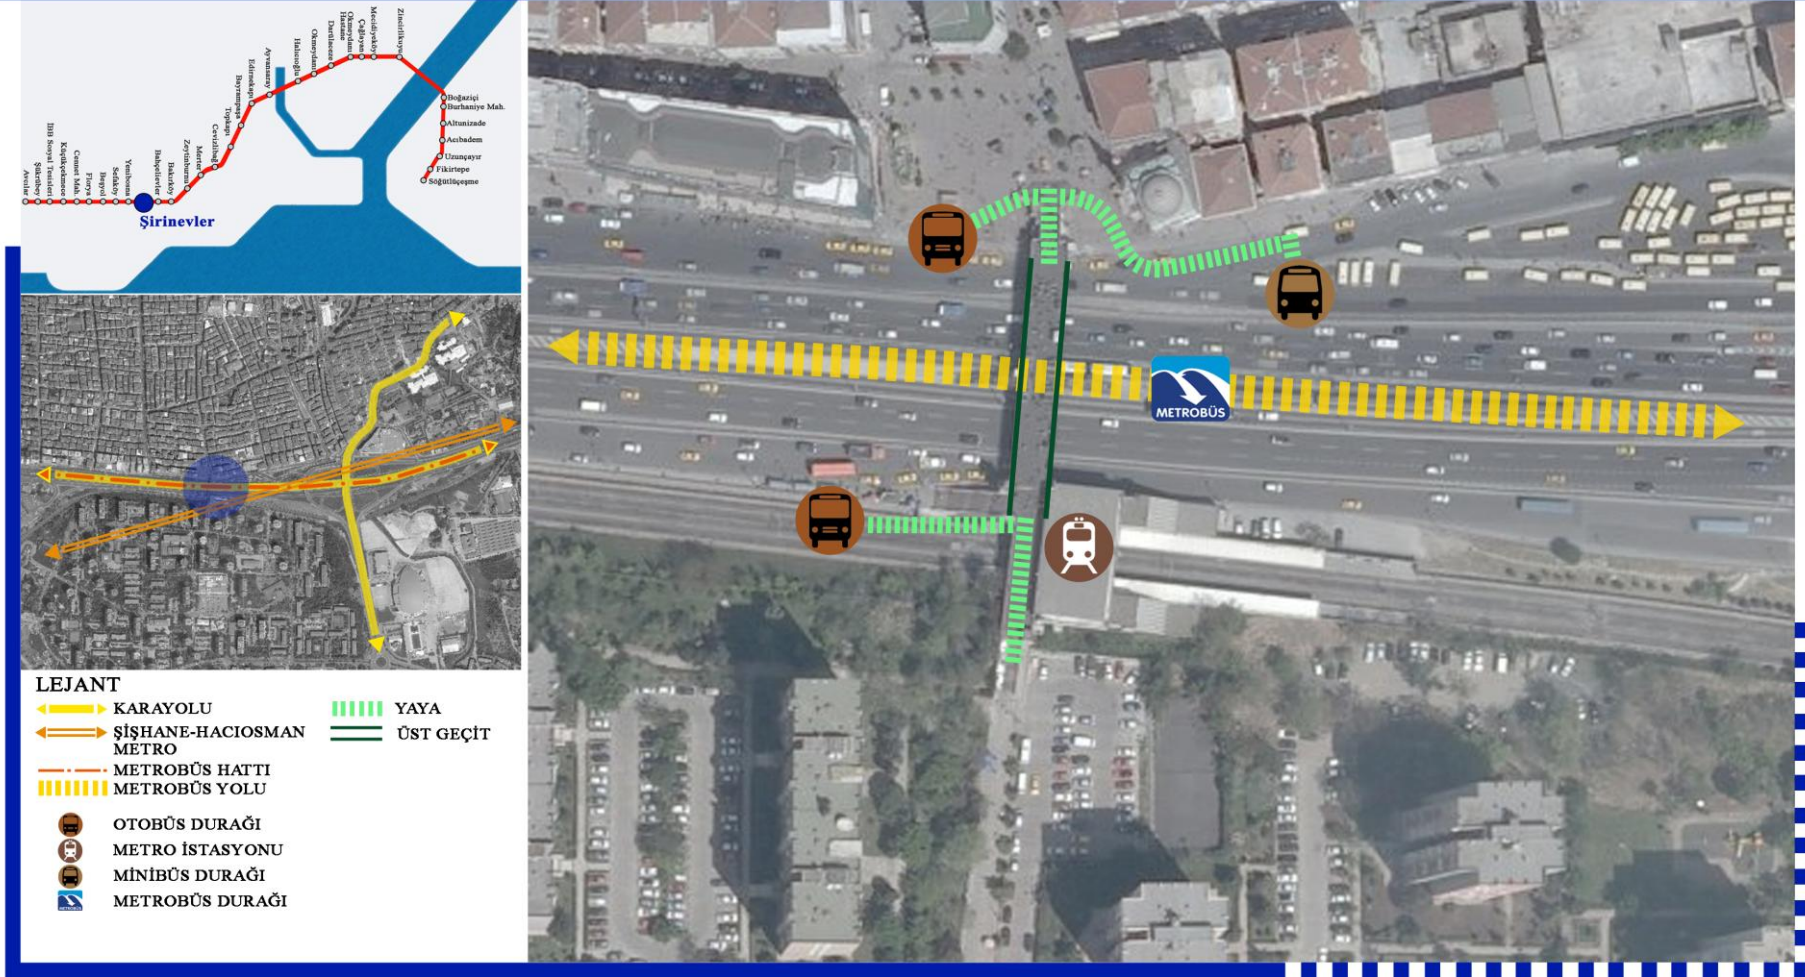 Avcılar
Şükrübey
İBB Sosyal Tesisleri
Küçükçekmece
Cennet Mah.
Florya
Beşyol
Sefaköy
Yenibosna
Şirinevler
Bahçelievler
Bakırköy
Zeytinburnu
Merter
Cevizlibağ
Topkapı
Bayrampaşa
Edirnekapı
Ayvansaray
Halıcıoğlu
Okmeydanı
Darülaceze
Okmeydanı
Hastane
Çağlayan
Mecidiyeköy
Zincirlikuyu
Boğaziçi
Burhaniye Mah.
Altunizade
Acıbadem
Uzunçayır
Fikirtepe
Söğütlüçeşme
METROBÜS
LEJANT
KARAYOLU
ŞİŞHANE-HACIOSMAN
METRO
METROBÜS HATTI
METROBÜS YOLU
YAYA
ÜST GEÇİT
OTOBÜS DURAĞI
METRO İSTASYONU
MİNİBÜS DURAĞI
METROBÜS
METROBÜS DURAĞI